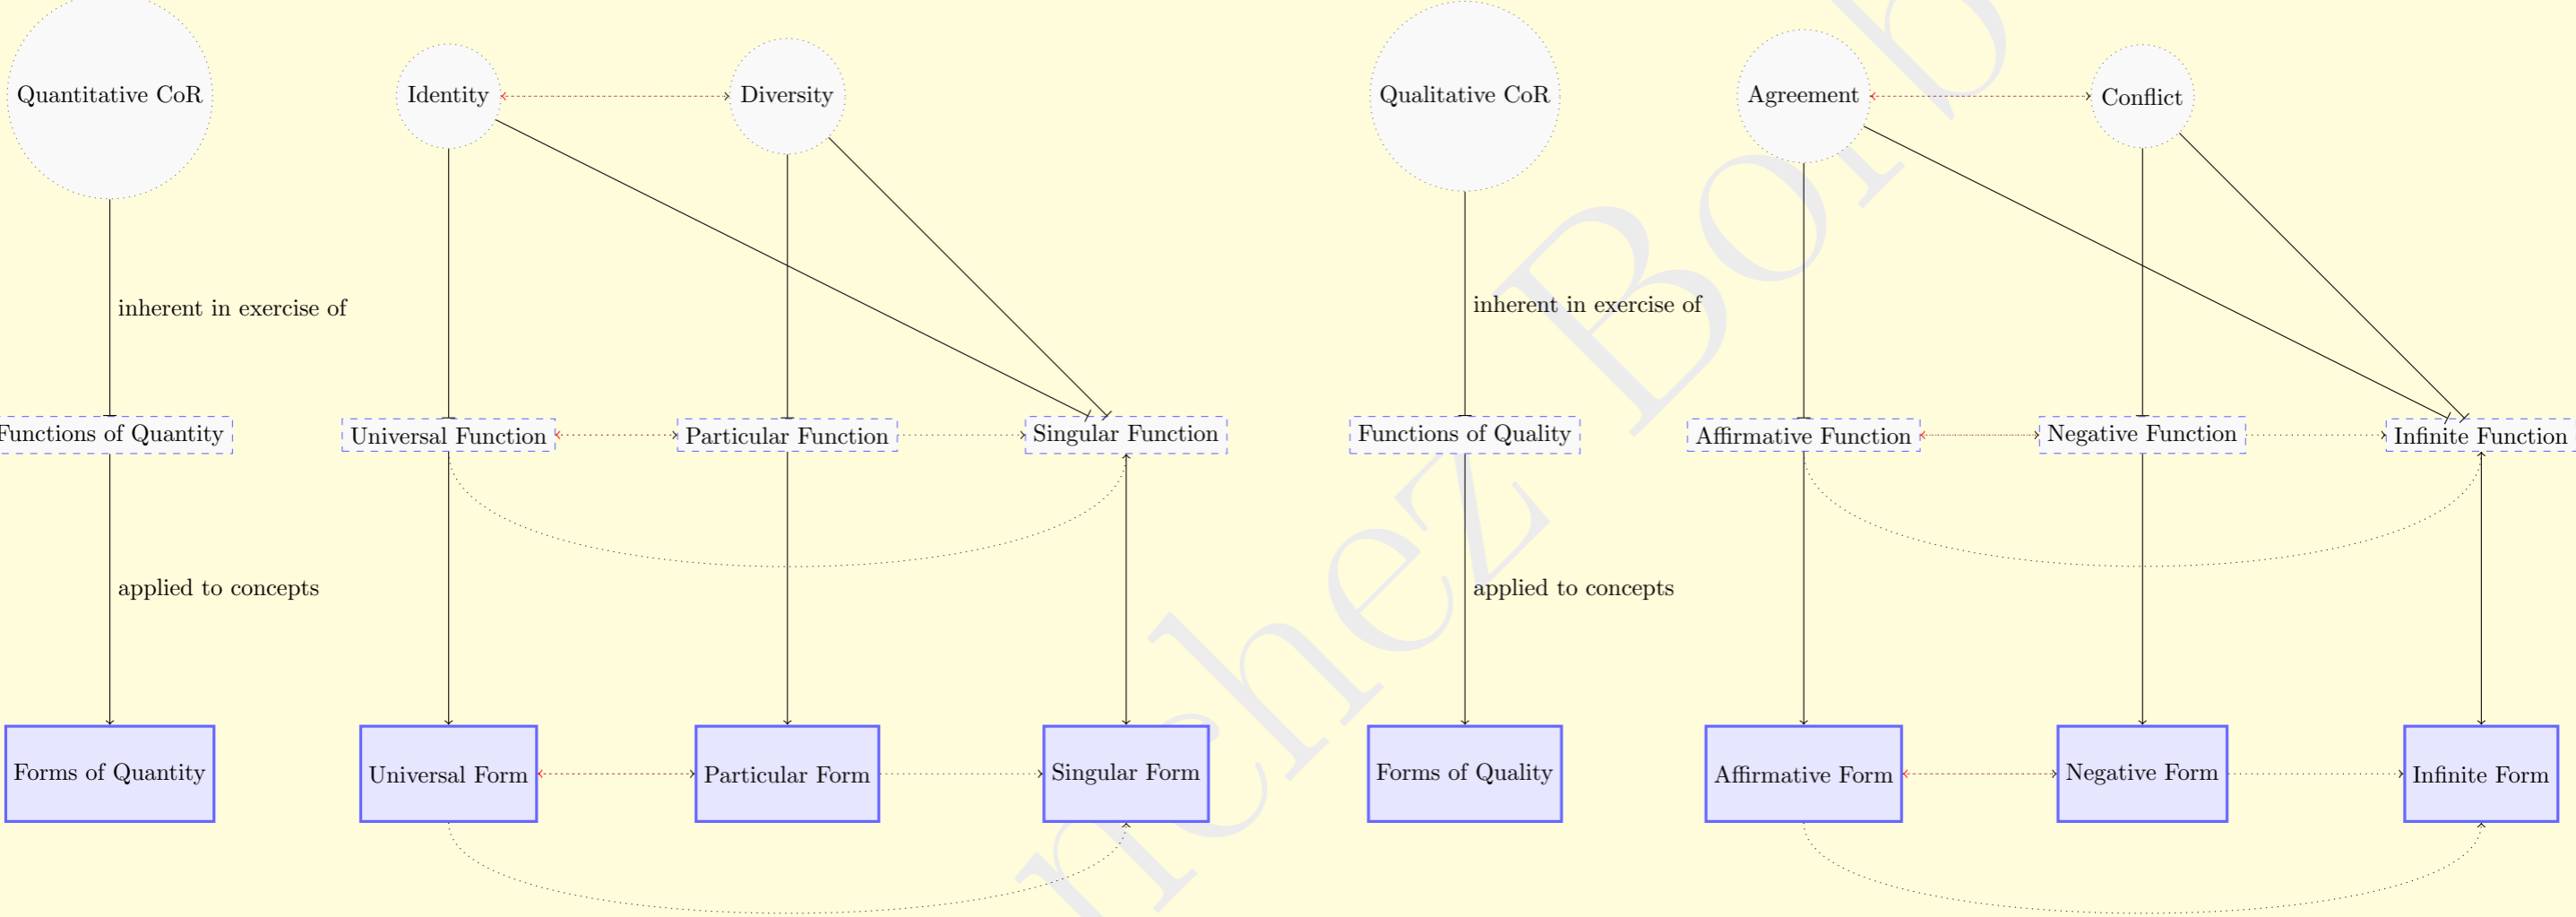 Quantitative CoR
Identity
Diversity
Qualitative CoR
Agreement
Conflict
inherent in exercise of
inherent in exercise of
Functions of Quantity
Universal Function
Particular Function
Singular Function
Functions of Quality
Affirmative Function
Negative Function
Infinite Function
applied to concepts
applied to concepts
Forms of Quantity
Universal Form
Particular Form
Singular Form
Forms of Quality
Affirmative Form
Negative Form
Infinite Form